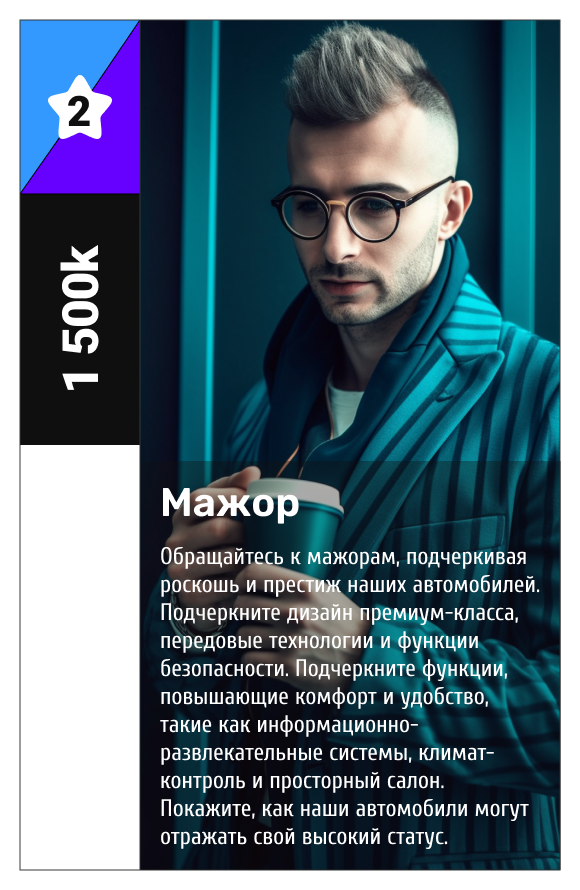 2
1 500k
Мажор
Обращайтесь к мажорам, подчеркивая
роскошь и престиж наших автомобилей.
Подчеркните дизайн премиум-класса,
передовые технологии и функции
безопасности. Подчеркните функции,
повышающие комфорт и удобство,
такие как информационно-
развлекательные системы, климат-
контроль и просторный салон.
Покажите, как наши автомобили могут
отражать свой высокий статус.